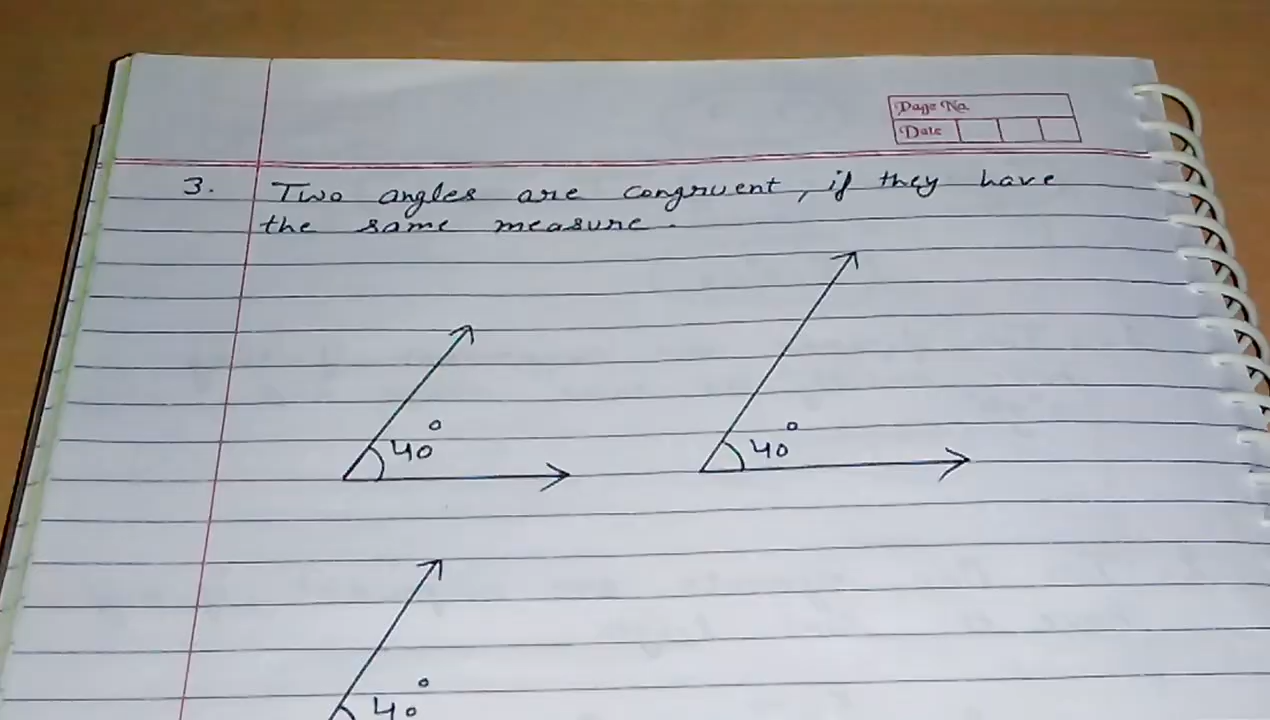 Page No.
Date
3. Two angles are congruent, if they have
the same measure.
40°
40°
40°